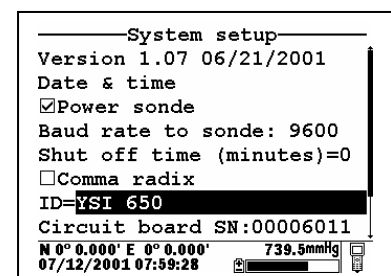 System setup
Version 1.07 06/21/2001
Date & time
☑Power sonde
Baud rate to sonde: 9600
Shut off time (minutes)=0
☐Comma radix
ID=YSI 650
Circuit board SN:00006011
N 0° 0.000' E 0° 0.000' 739.5mmHg
07/12/2001 07:59:28